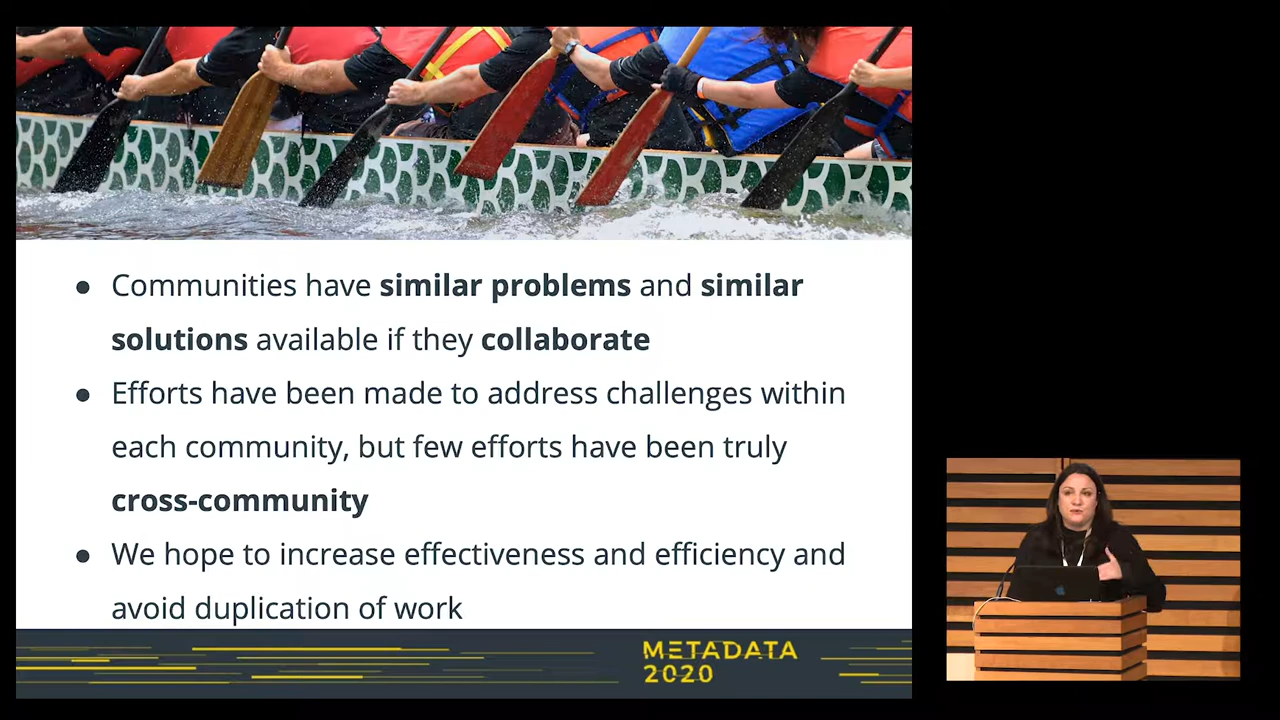 ● Communities have similar problems and similar
solutions available if they collaborate
● Efforts have been made to address challenges within
each community, but few efforts have been truly
cross-community
● We hope to increase effectiveness and efficiency and
avoid duplication of work
METADATA
2020